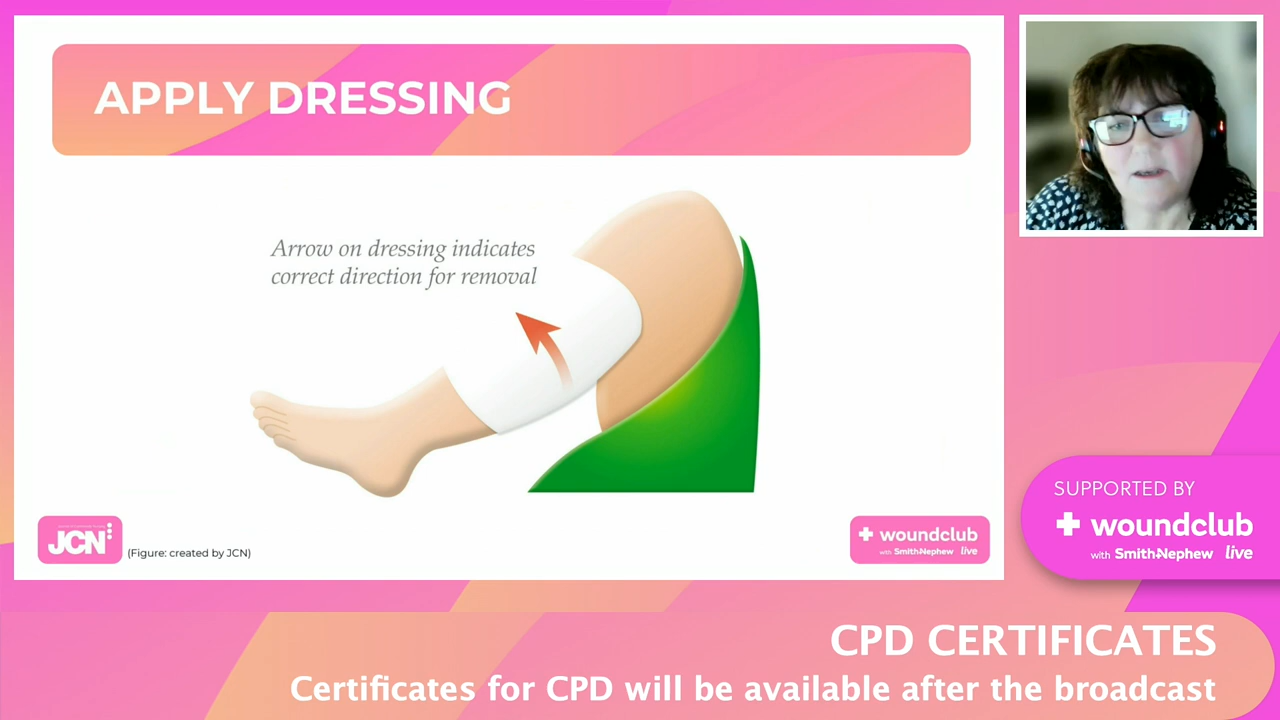 APPLY DRESSING
Arrow on dressing indicates
correct direction for removal
JCN
(Figure: created by JCN)
woundclub
with Smith+Nephew live
SUPPORTED BY
woundclub
with Smith+Nephew live
CPD CERTIFICATES
Certificates for CPD will be available after the broadcast